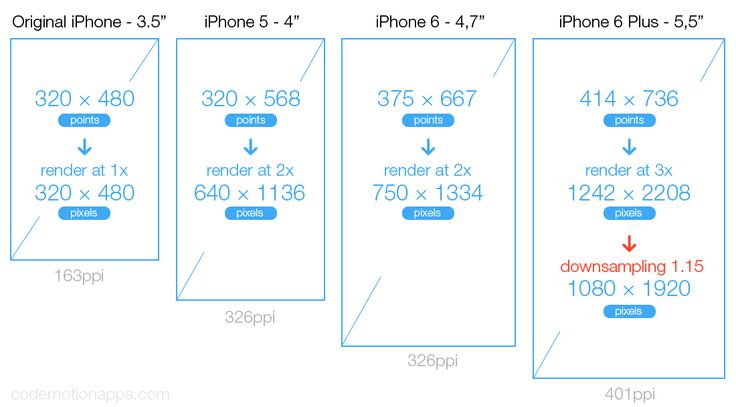 Original iPhone - 3.5”
320 × 480
points
render at 1x
320 × 480
pixels
163ppi
iPhone 5 - 4”
320 × 568
points
render at 2x
640 × 1136
pixels
326ppi
iPhone 6 - 4,7”
375 × 667
points
render at 2x
750 × 1334
pixels
326ppi
iPhone 6 Plus - 5,5”
414 × 736
points
render at 3x
1242 × 2208
pixels
downsampling 1.15
1080 × 1920
pixels
401ppi
codemotionapps.com